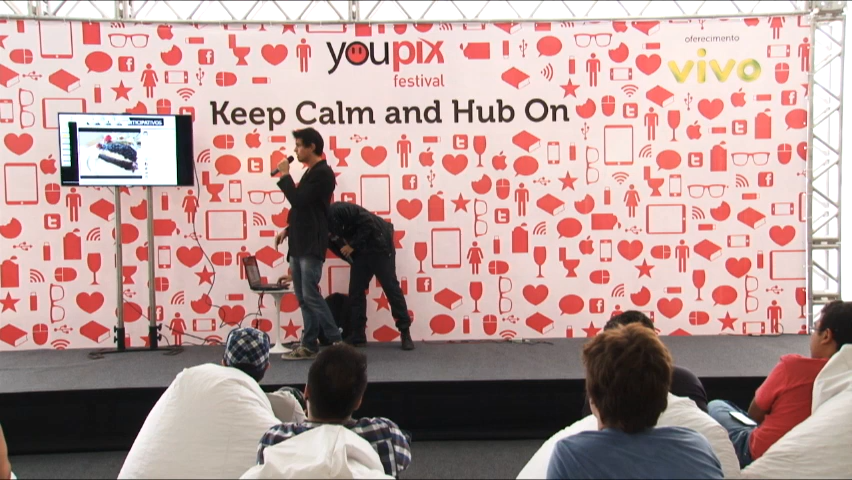 youpix
festival
oferecimento
vivo
Keep Calm and Hub On